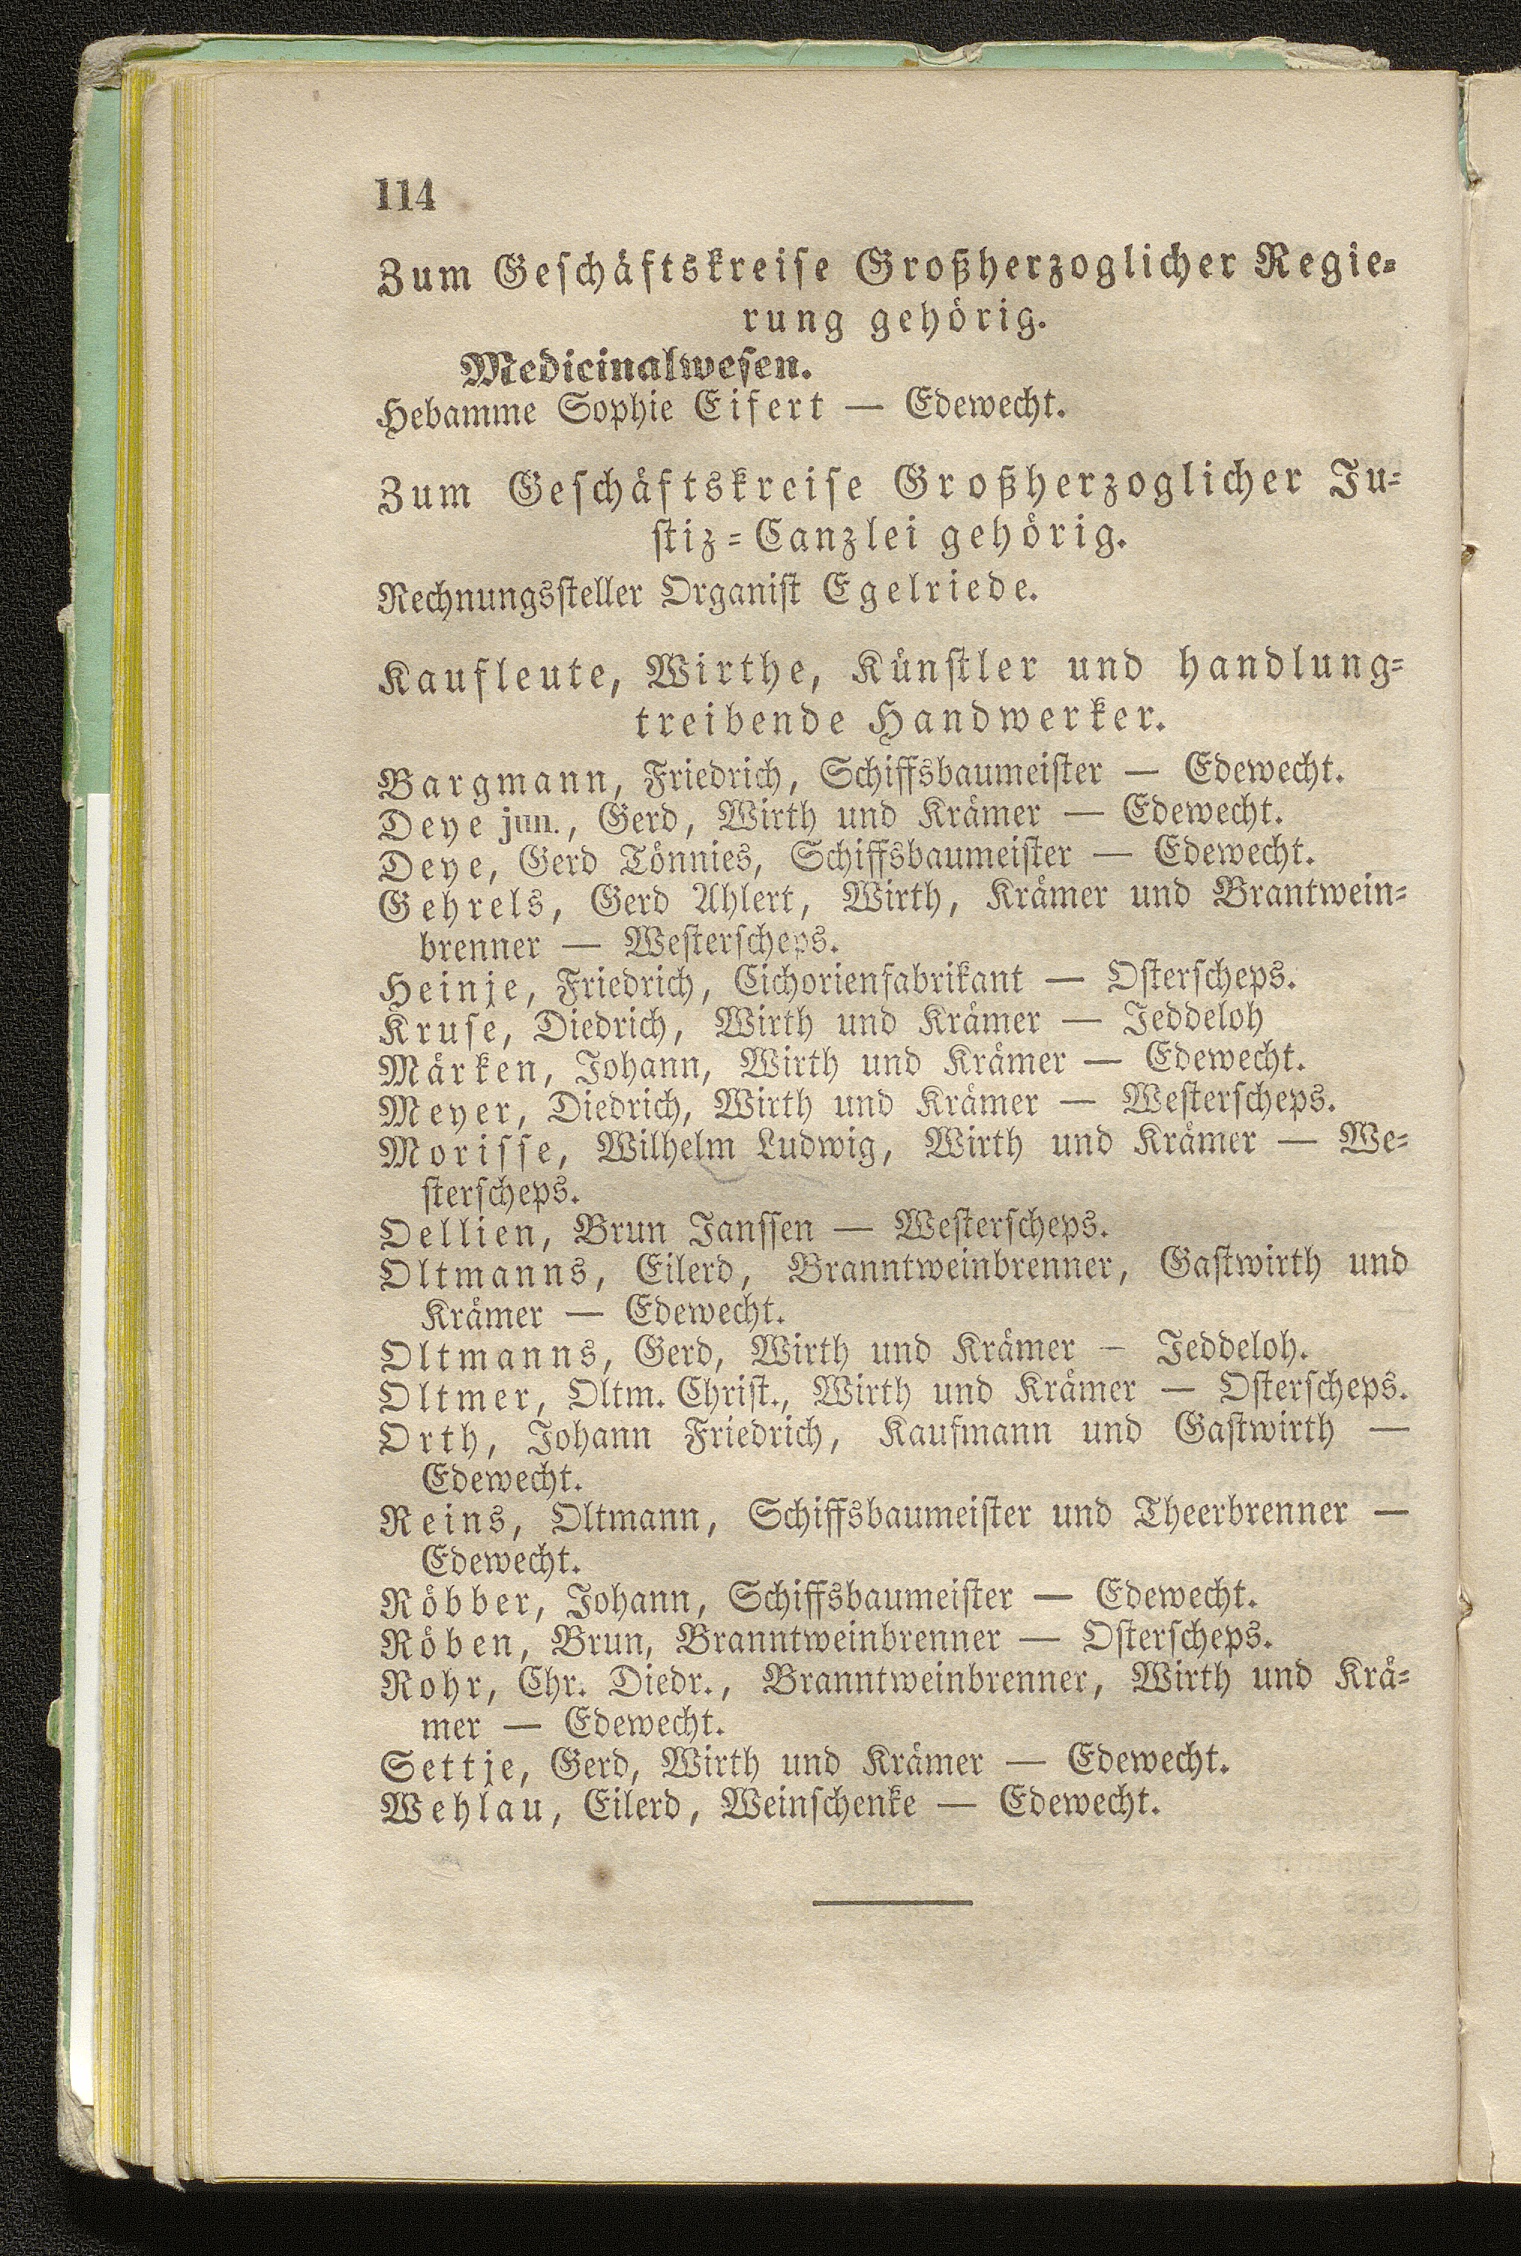 114
Zum Geschäftskreise Großherzoglicher Regie-
rung gehörig.
Medicinalwesen.
Hebamme Sophie Eifert — Edewecht.
Zum Geschäftskreise Großherzoglicher Ju-
stiz-Canzlei gehörig.
Rechnungssteller Organist Egelriede.
Kaufleute, Wirthe, Künstler und handlung-
treibende Handwerker.
Bargmann, Friedrich, Schiffsbaumeister — Edewecht.
Deye jun., Gerd, Wirth und Krämer — Edewecht.
Deye, Gerd Tönnies, Schiffsbaumeister — Edewecht.
Gehrels, Gerd Ahlert, Wirth, Krämer und Brantwein-
brenner — Westerscheps.
Heinje, Friedrich, Cichorienfabrikant — Osterscheps.
Kruse, Diedrich, Wirth und Krämer — Jeddeloh
Märken, Johann, Wirth und Krämer — Edewecht.
Meyer, Diedrich, Wirth und Krämer — Westerscheps.
Morisse, Wilhelm Ludwig, Wirth und Krämer — We-
sterscheps.
Oellien, Brun Janssen — Westerscheps.
Oltmanns, Eilerd, Branntweinbrenner, Gastwirth und
Krämer — Edewecht.
Oltmanns, Gerd, Wirth und Krämer — Jeddeloh.
Oltmer, Oltm. Christ., Wirth und Krämer — Osterscheps.
Orth, Johann Friedrich, Kaufmann und Gastwirth —
Edewecht.
Reins, Oltmann, Schiffsbaumeister und Theerbrenner —
Edewecht.
Röbber, Johann, Schiffsbaumeister — Edewecht.
Röben, Brun, Branntweinbrenner — Osterscheps.
Rohr, Chr. Diedr., Branntweinbrenner, Wirth und Krä-
mer — Edewecht.
Settje, Gerd, Wirth und Krämer — Edewecht.
Wehlau, Eilerd, Weinschenke — Edewecht.